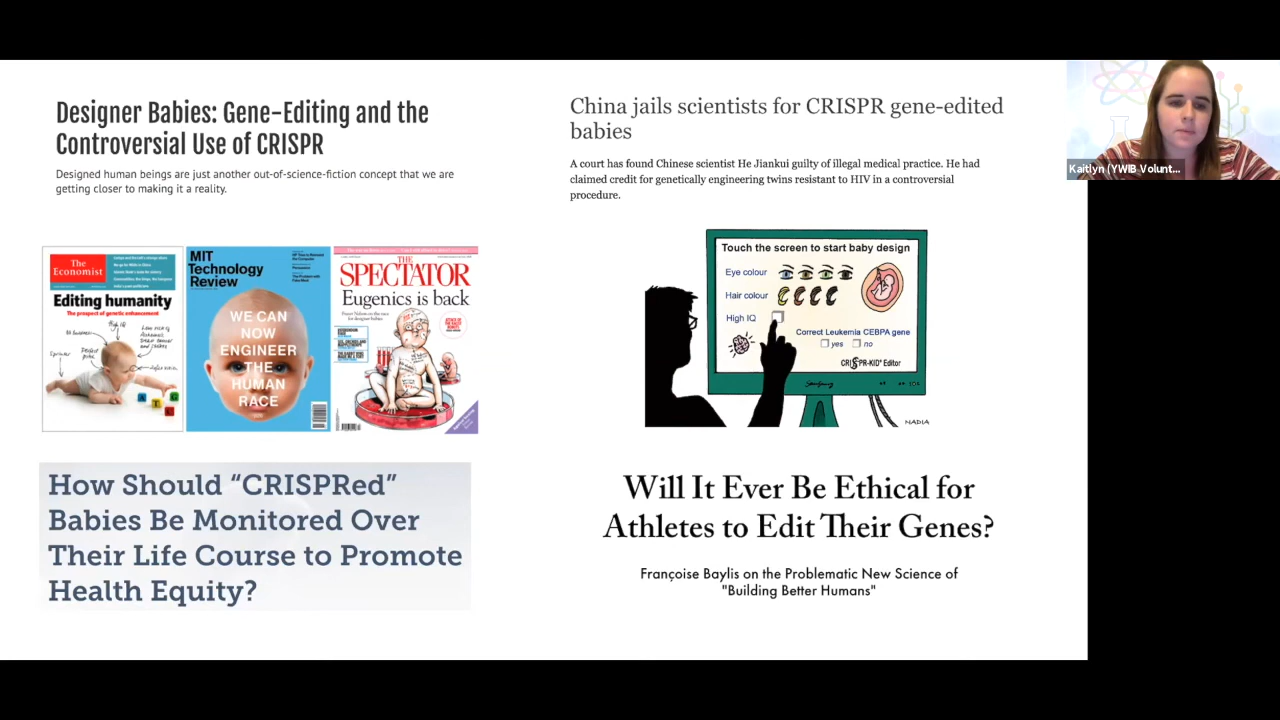 Designer Babies: Gene-Editing and the
Controversial Use of CRISPR
Designed human beings are just another out-of-science-fiction concept that we are
getting closer to making it a reality.
The
Economist
Editing humanity
The prospect of genetic enhancement
High IQ
Perfect
Sprinter
A
T
C
G
MIT
Technology
Review
WE CAN
NOW
ENGINEER
THE
HUMAN
RACE
THE
SPECTATOR
Eugenics is back
How Should “CRISPRed”
Babies Be Monitored Over
Their Life Course to Promote
Health Equity?
China jails scientists for CRISPR gene-edited
babies
A court has found Chinese scientist He Jiankui guilty of illegal medical practice. He had
claimed credit for genetically engineering twins resistant to HIV in a controversial
procedure.
Touch the screen to start baby design
Eye colour
Hair colour
High IQ
Correct Leukemia CEBPA gene
yes no
CRISPR-KID® Editor
NADIA
Will It Ever Be Ethical for
Athletes to Edit Their Genes?
Françoise Baylis on the Problematic New Science of
"Building Better Humans"
Kaitlyn (YWIB Volunt...